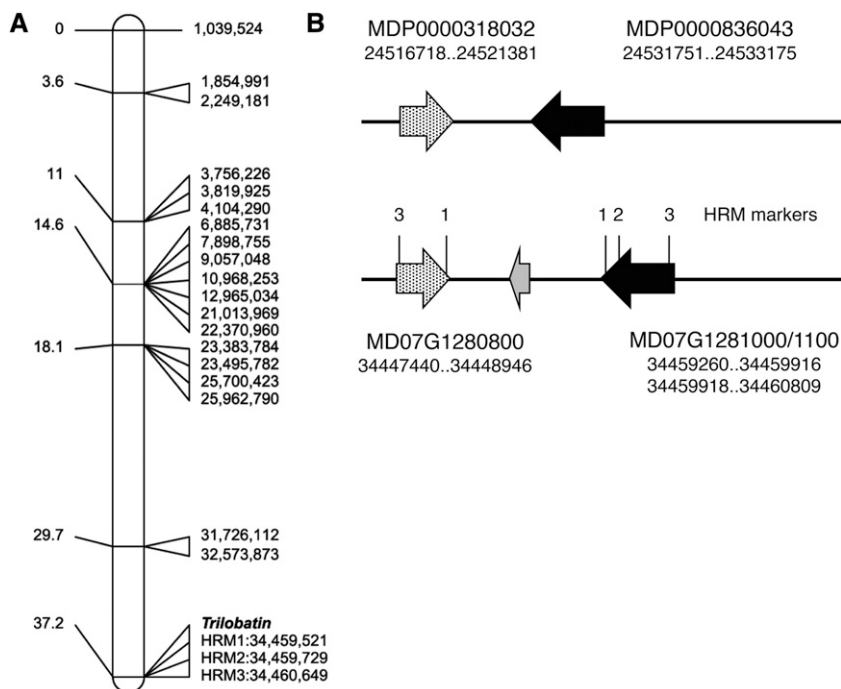 A
0 1,039,524
3.6 1,854,991
2,249,181
11 3,756,226
3,819,925
4,104,290
14.6 6,885,731
7,898,755
9,057,048
10,968,253
12,965,034
21,013,969
22,370,960
18.1 23,383,784
23,495,782
25,700,423
25,962,790
29.7 31,726,112
32,573,873
37.2 Trilobatin
HRM1:34,459,521
HRM2:34,459,729
HRM3:34,460,649
B
MDP0000318032 MDP0000836043
24516718..24521381 24531751..24533175
3 1 1 2 3 HRM markers
MD07G1280800 MD07G1281000/1100
34447440..34448946 34459260..34459916
34459918..34460809